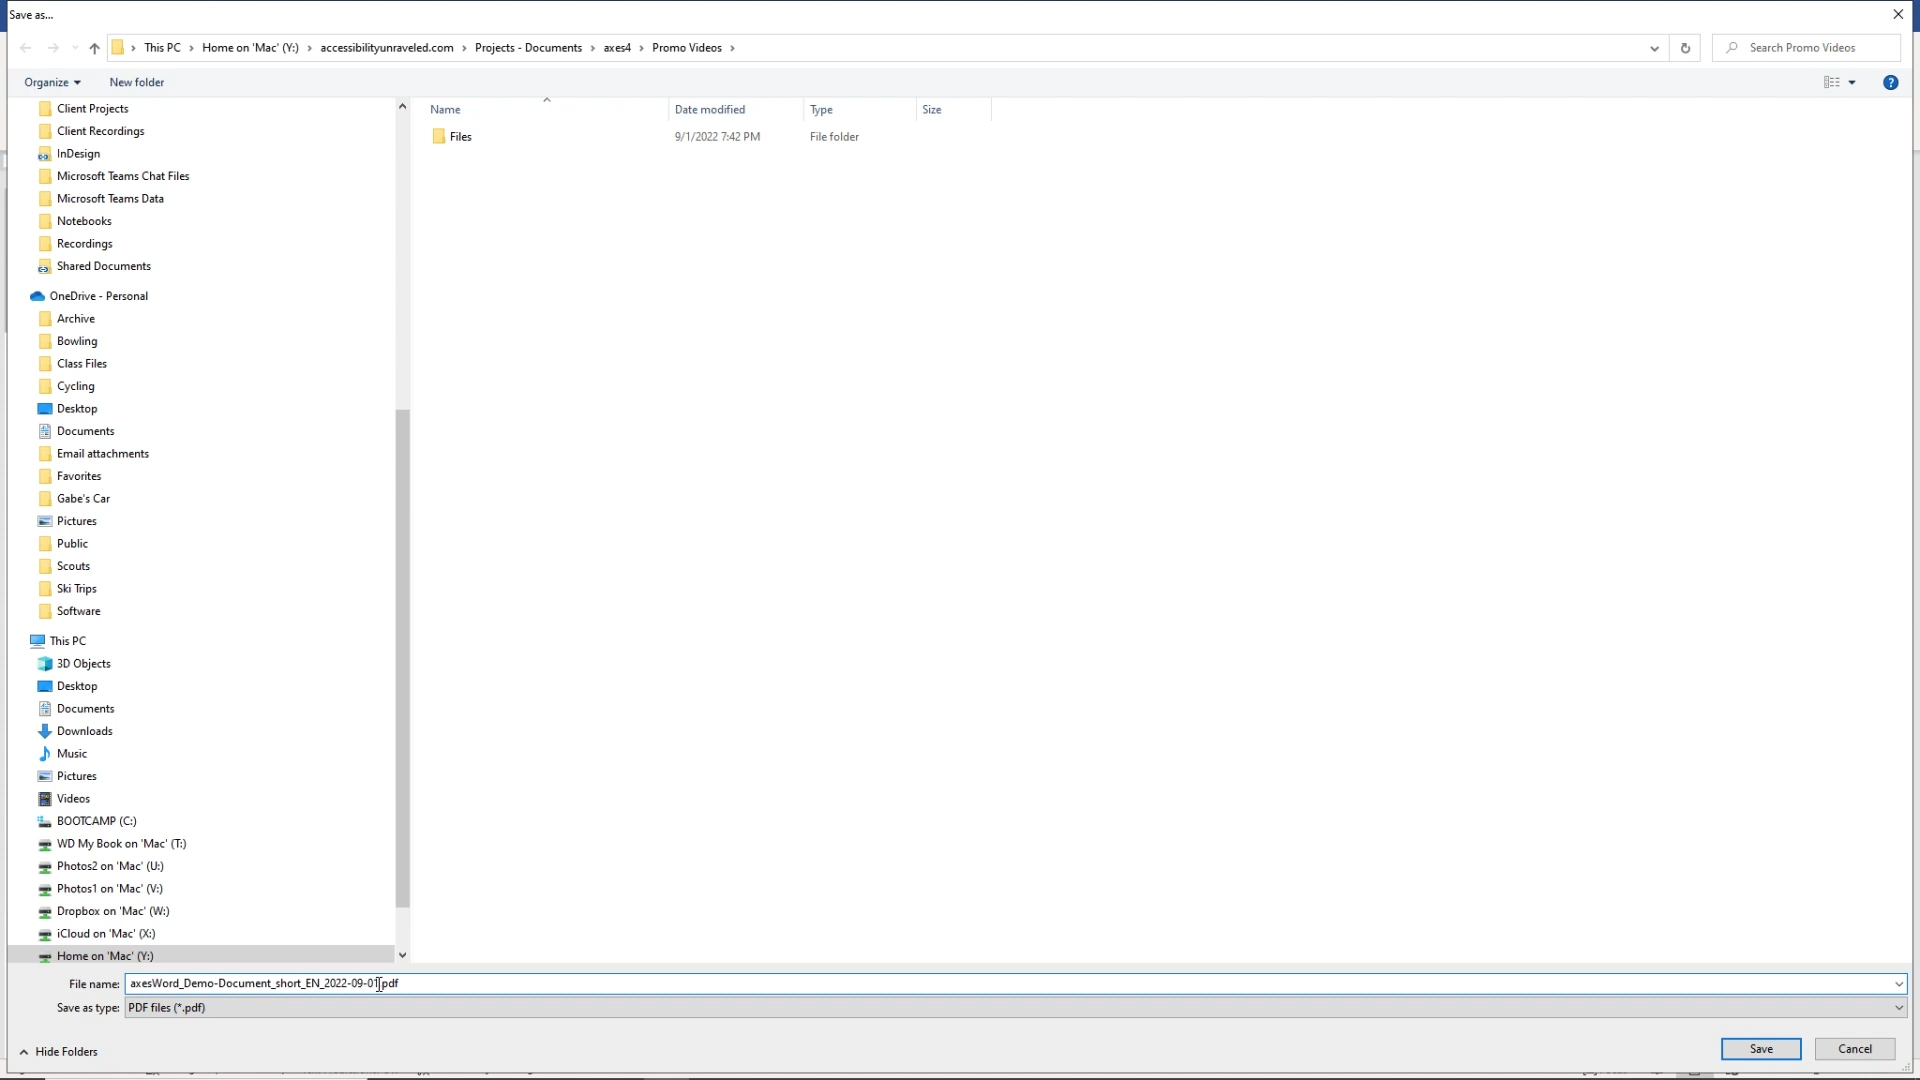 Save as...
This PC > Home on 'Mac' (Y:) > accessibilityunraveled.com > Projects - Documents > axes4 > Promo Videos >
Search Promo Videos
Organize
New folder
Client Projects
Client Recordings
InDesign
Microsoft Teams Chat Files
Microsoft Teams Data
Notebooks
Recordings
Shared Documents
OneDrive - Personal
Archive
Bowling
Class Files
Cycling
Desktop
Documents
Email attachments
Favorites
Gabe's Car
Pictures
Public
Scouts
Ski Trips
Software
This PC
3D Objects
Desktop
Documents
Downloads
Music
Pictures
Videos
BOOTCAMP (C:)
WD My Book on 'Mac' (T:)
Photos2 on 'Mac' (U:)
Photos1 on 'Mac' (V:)
Dropbox on 'Mac' (W:)
iCloud on 'Mac' (X:)
Home on 'Mac' (Y:)
Name Date modified Type Size
Files 9/1/2022 7:42 PM File folder
File name: axesWord_Demo-Document_short_EN_2022-09-01.pdf
Save as type: PDF files (*.pdf)
Hide Folders
Save
Cancel